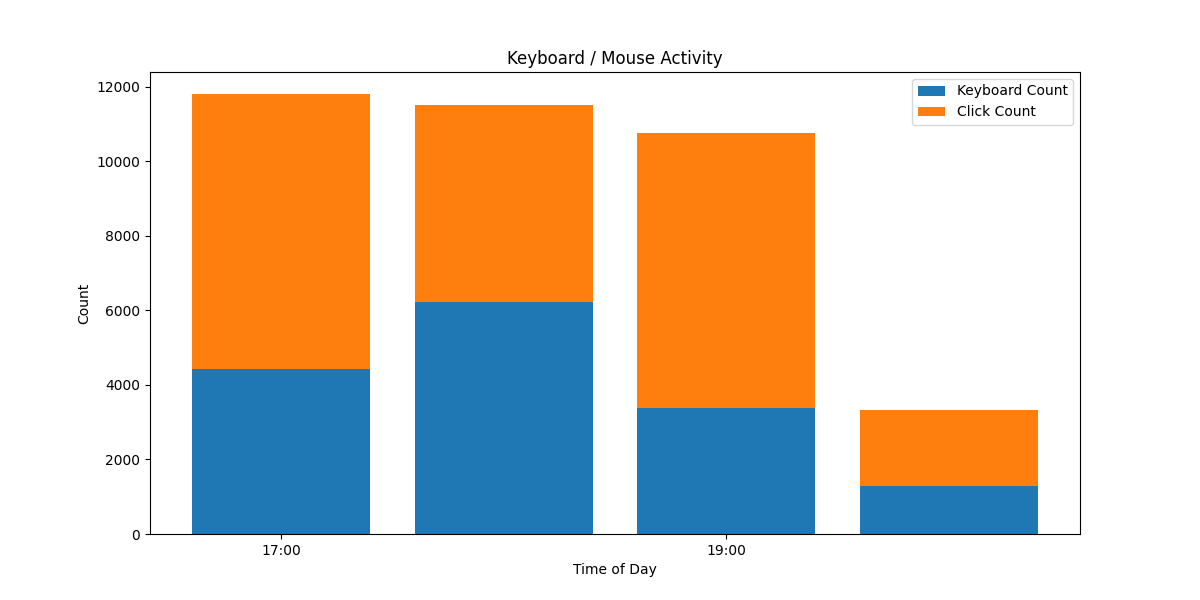 Keyboard / Mouse Activity
Keyboard Count
Click Count
12000
10000
8000
6000
4000
2000
0
Count
17:00
19:00
Time of Day